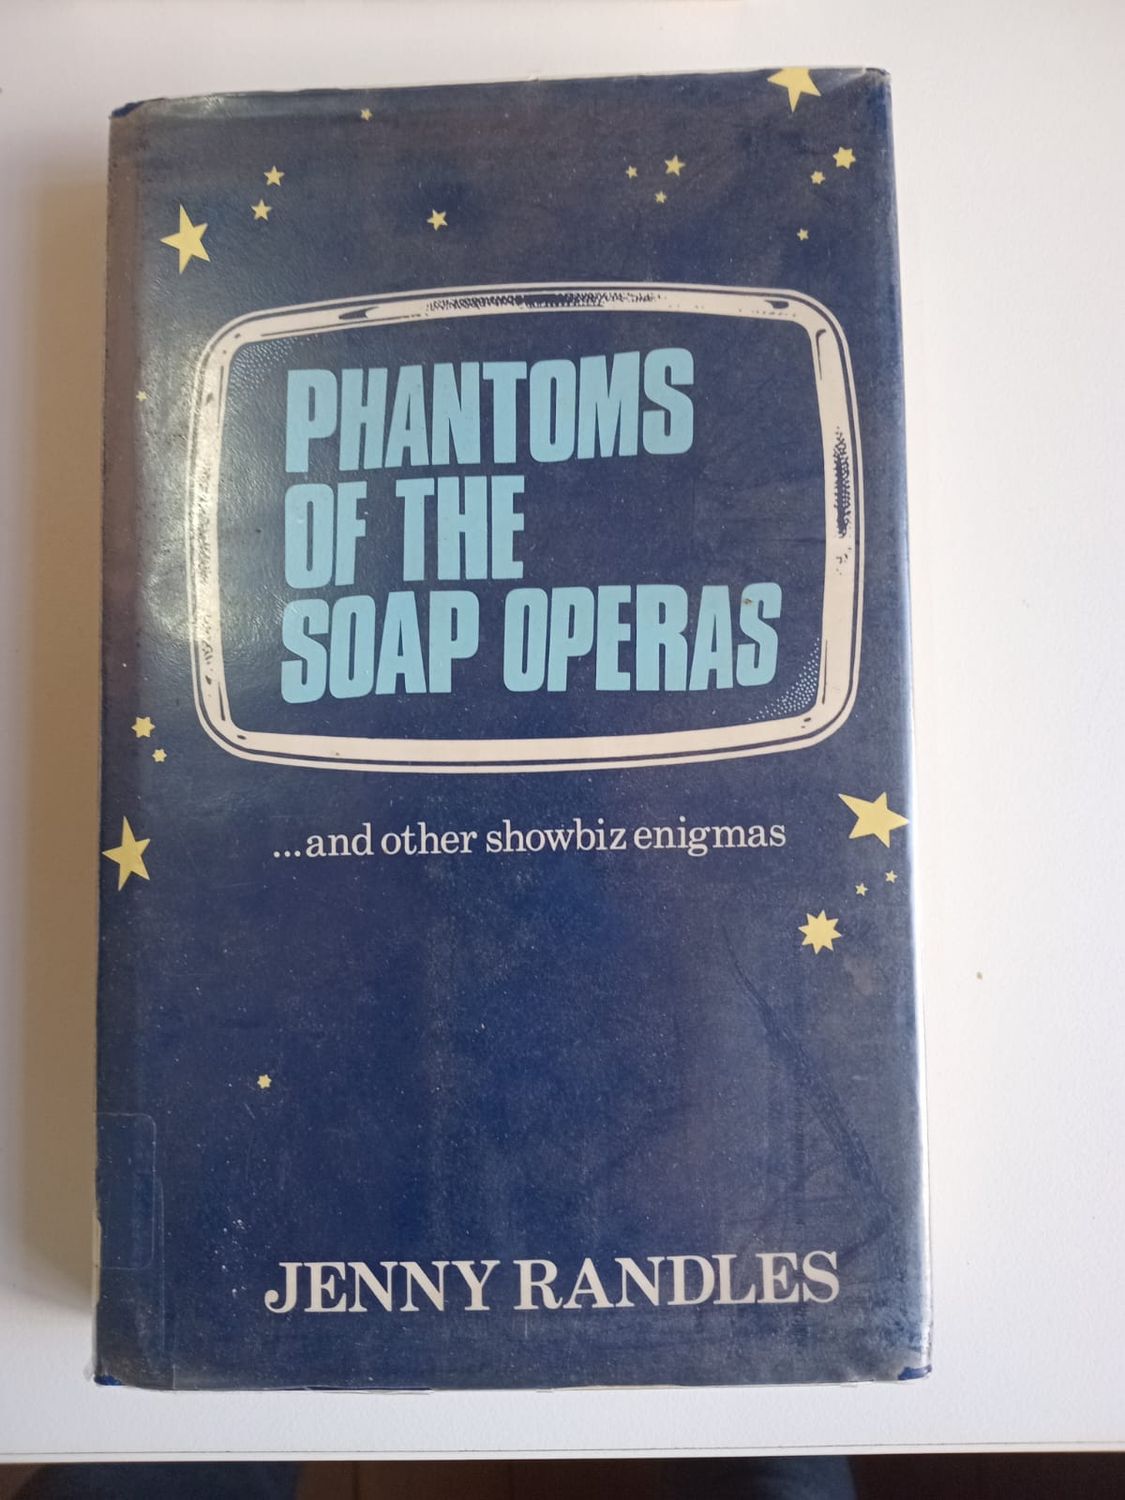 PHANTOMS
OF THE
SOAP OPERAS
...and other showbiz enigmas
JENNY RANDLES